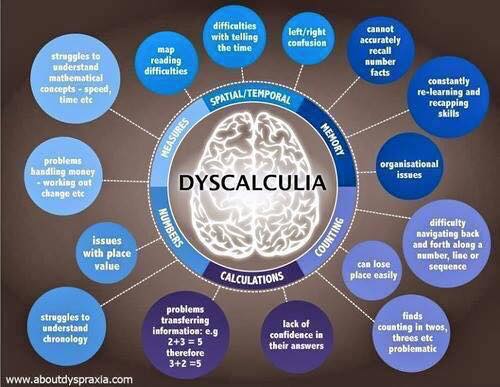 DYSCALCULIA
SPATIAL/TEMPORAL
map
reading
difficulties
difficulties
with telling
the time
left/right
confusion
MEMORY
cannot
accurately
recall
number
facts
constantly
re-learning and
recapping
skills
organisational
issues
COUNTING
difficulty
navigating back
and forth along a
number, line or
sequence
can lose
place easily
finds
counting in twos,
threes etc
problematic
CALCULATIONS
lack of
confidence in
their answers
problems
transferring
information: e.g
2+3 = 5
therefore
3+2 =5
NUMBERS
struggles to
understand
chronology
issues
with place
value
MEASURES
problems
handling money
- working out
change etc
struggles to
understand
mathematical
concepts - speed,
time etc
www.aboutdyspraxia.com